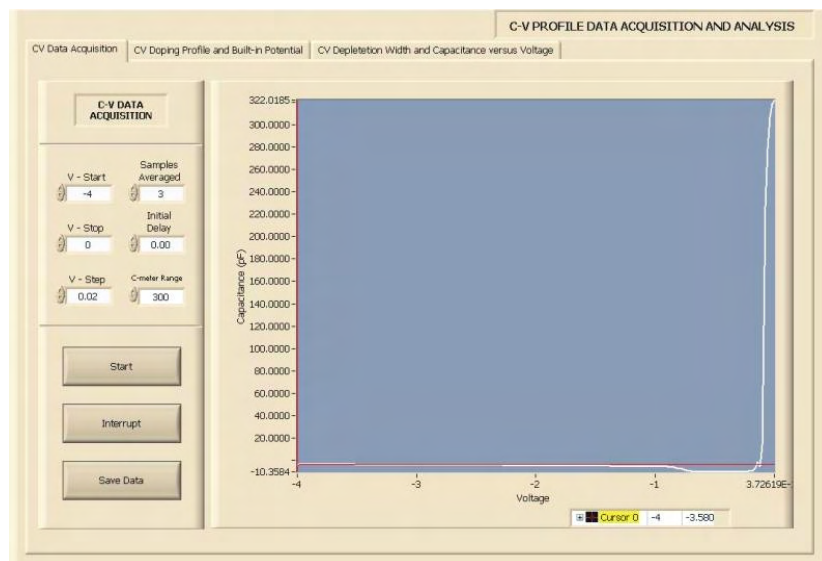 C-V PROFILE DATA ACQUISITION AND ANALYSIS
CV Data Acquisition
CV Doping Profile and Built-in Potential
CV Depletetion Width and Capacitance versus Voltage
C-V DATA
ACQUISITION
V - Start
Samples
Averaged
-4
3
V - Stop
Initial
Delay
0
0.00
V - Step
C-meter Range
0.02
300
Start
Interrupt
Save Data
322.0185
300.0000
280.0000
260.0000
240.0000
220.0000
200.0000
180.0000
160.0000
140.0000
120.0000
100.0000
80.0000
60.0000
40.0000
20.0000
-10.3584
Capacitance (pF)
-4
-3
-2
-1
3.72619E-
Voltage
Cursor 0
-4
-3.580